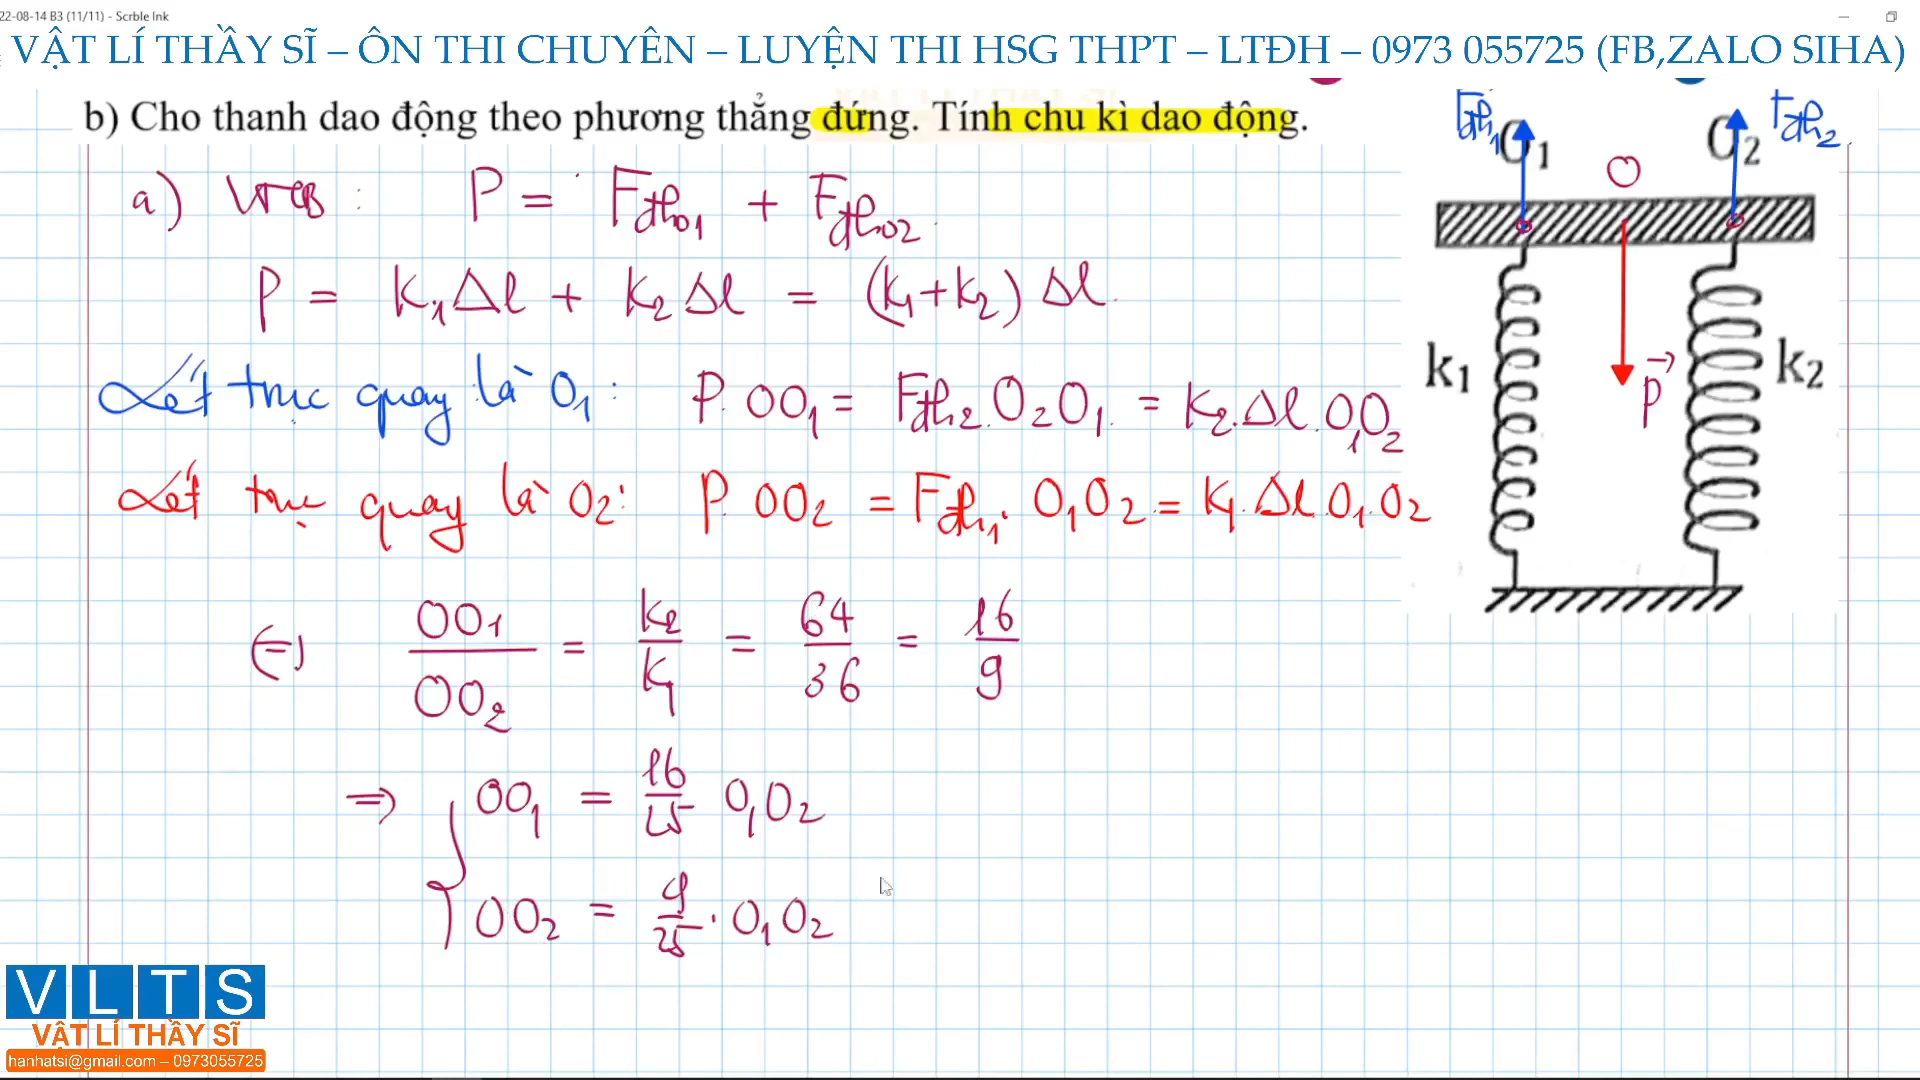 22-08-14 B3 (11/11) - Scrble Ink
VẬT LÍ THẦY SĨ – ÔN THI CHUYÊN – LUYỆN THI HSG THPT – LTĐH – 0973 055725 (FB,ZALO SIHA)
b) Cho thanh dao động theo phương thẳng đứng. Tính chu kì dao động.
a) VTCB : P = Fđh01 + Fđh02
P = K1Δl + K2Δl = (K1+K2) Δl
Xét trục quay là O1 : P. OO1 = Fđh2. O2O1 = K2.Δl.O1O2
Xét trục quay là O2: P. OO2 = Fđh1. O1O2 = K1.Δl.O1.O2
(=) OO1/OO2 = K2/K1 = 64/36 = 16/9
=> { OO1 = 16/25 O1O2
OO2 = 9/25 . O1O2
Fđh1
O1
O
O2
Fđh2
k1
P
k2
VLTS
VẬT LÍ THẦY SĨ
hanhatsi@gmail.com – 0973055725